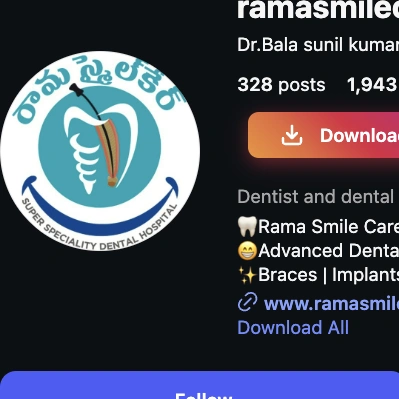 రామ స్మైల్‌కేర్
SUPER SPECIALITY DENTAL HOSPITAL
ramasmilec
Dr.Bala sunil kumar
328 posts 1,943
Download
Dentist and dental
🦷Rama Smile Care
😁Advanced Denta
✨Braces | Implants
www.ramasmile
Download All
Follow